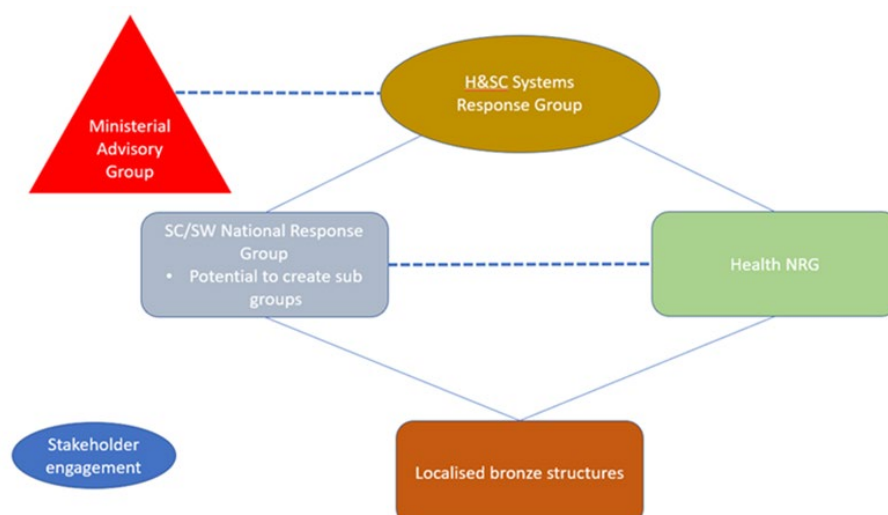 H&SC Systems
Response Group
Ministerial
Advisory
Group
SC/SW National Response
Group
• Potential to create sub
groups
Health NRG
Stakeholder
engagement
Localised bronze structures